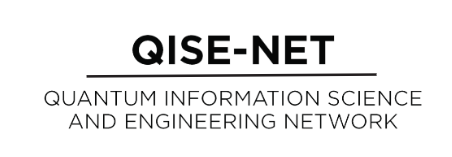 QISE-NET
QUANTUM INFORMATION SCIENCE
AND ENGINEERING NETWORK